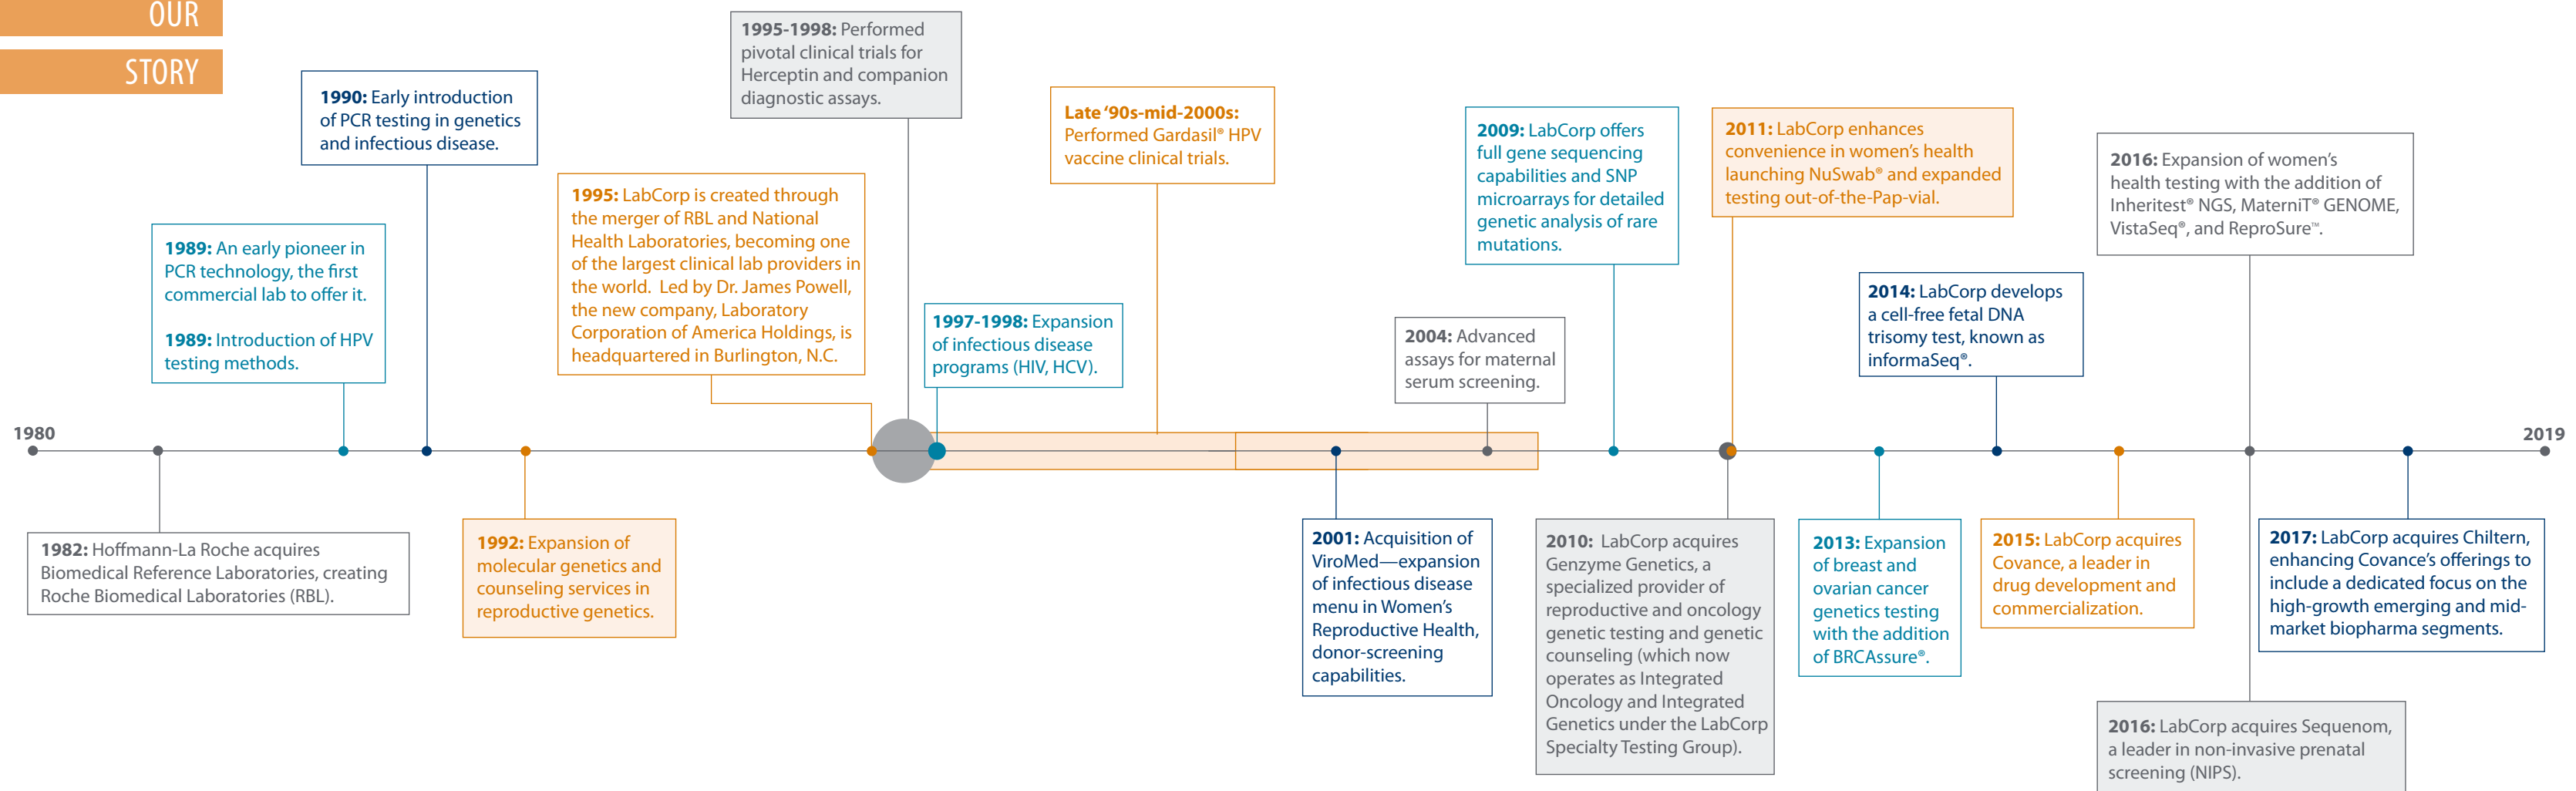 OUR
STORY
1980
1982: Hoffmann-La Roche acquires
Biomedical Reference Laboratories, creating
Roche Biomedical Laboratories (RBL).
1989: An early pioneer in
PCR technology, the first
commercial lab to offer it.
1989: Introduction of HPV
testing methods.
1990: Early introduction
of PCR testing in genetics
and infectious disease.
1992: Expansion of
molecular genetics and
counseling services in
reproductive genetics.
1995: LabCorp is created through
the merger of RBL and National
Health Laboratories, becoming one
of the largest clinical lab providers in
the world. Led by Dr. James Powell,
the new company, Laboratory
Corporation of America Holdings, is
headquartered in Burlington, N.C.
1995-1998: Performed
pivotal clinical trials for
Herceptin and companion
diagnostic assays.
1997-1998: Expansion
of infectious disease
programs (HIV, HCV).
Late ‘90s-mid-2000s:
Performed Gardasil® HPV
vaccine clinical trials.
2001: Acquisition of
ViroMed—expansion
of infectious disease
menu in Women’s
Reproductive Health,
donor-screening
capabilities.
2004: Advanced
assays for maternal
serum screening.
2009: LabCorp offers
full gene sequencing
capabilities and SNP
microarrays for detailed
genetic analysis of rare
mutations.
2010: LabCorp acquires
Genzyme Genetics, a
specialized provider of
reproductive and oncology
genetic testing and genetic
counseling (which now
operates as Integrated
Oncology and Integrated
Genetics under the LabCorp
Specialty Testing Group).
2011: LabCorp enhances
convenience in women’s health
launching NuSwab® and expanded
testing out-of-the-Pap-vial.
2013: Expansion
of breast and
ovarian cancer
genetics testing
with the addition
of BRCAssure®.
2014: LabCorp develops
a cell-free fetal DNA
trisomy test, known as
informaSeq®.
2015: LabCorp acquires
Covance, a leader in
drug development and
commercialization.
2016: Expansion of women’s
health testing with the addition of
Inheritest® NGS, MaterniT® GENOME,
VistaSeq®, and ReproSure™.
2016: LabCorp acquires Sequenom,
a leader in non-invasive prenatal
screening (NIPS).
2017: LabCorp acquires Chiltern,
enhancing Covance’s offerings to
include a dedicated focus on the
high-growth emerging and mid-
market biopharma segments.
2019